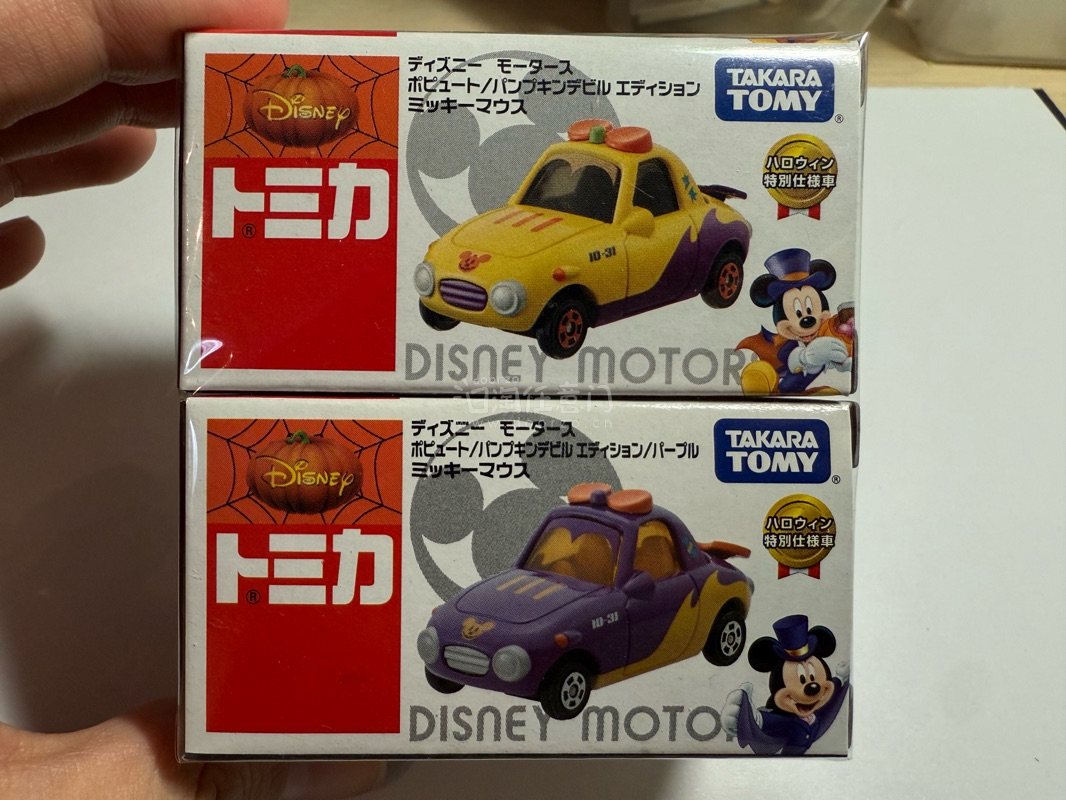 DISNEY
トミカ®
ディズニー モータース
ポピュート/パンプキンデビル エディション
ミッキーマウス
TAKARA
TOMY®
ハロウィン
特別仕様車
10-31
DISNEY MOTORS
任意门
DISNEY
トミカ®
ディズニー モータース
ポピュート/パンプキンデビル エディション/パープル
ミッキーマウス
TAKARA
TOMY®
ハロウィン
特別仕様車
10-31
DISNEY MOTOR